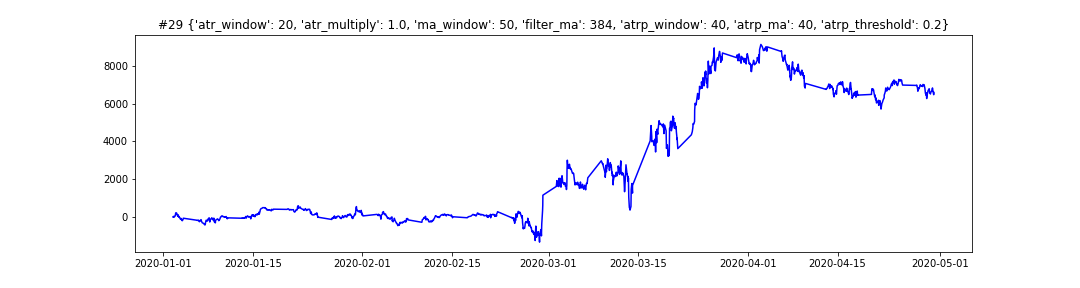 #29 {'atr_window': 20, 'atr_multiply': 1.0, 'ma_window': 50, 'filter_ma': 384, 'atrp_window': 40, 'atrp_ma': 40, 'atrp_threshold': 0.2}
8000
6000
4000
2000
0
2020-01-01 2020-01-15 2020-02-01 2020-02-15 2020-03-01 2020-03-15 2020-04-01 2020-04-15 2020-05-01